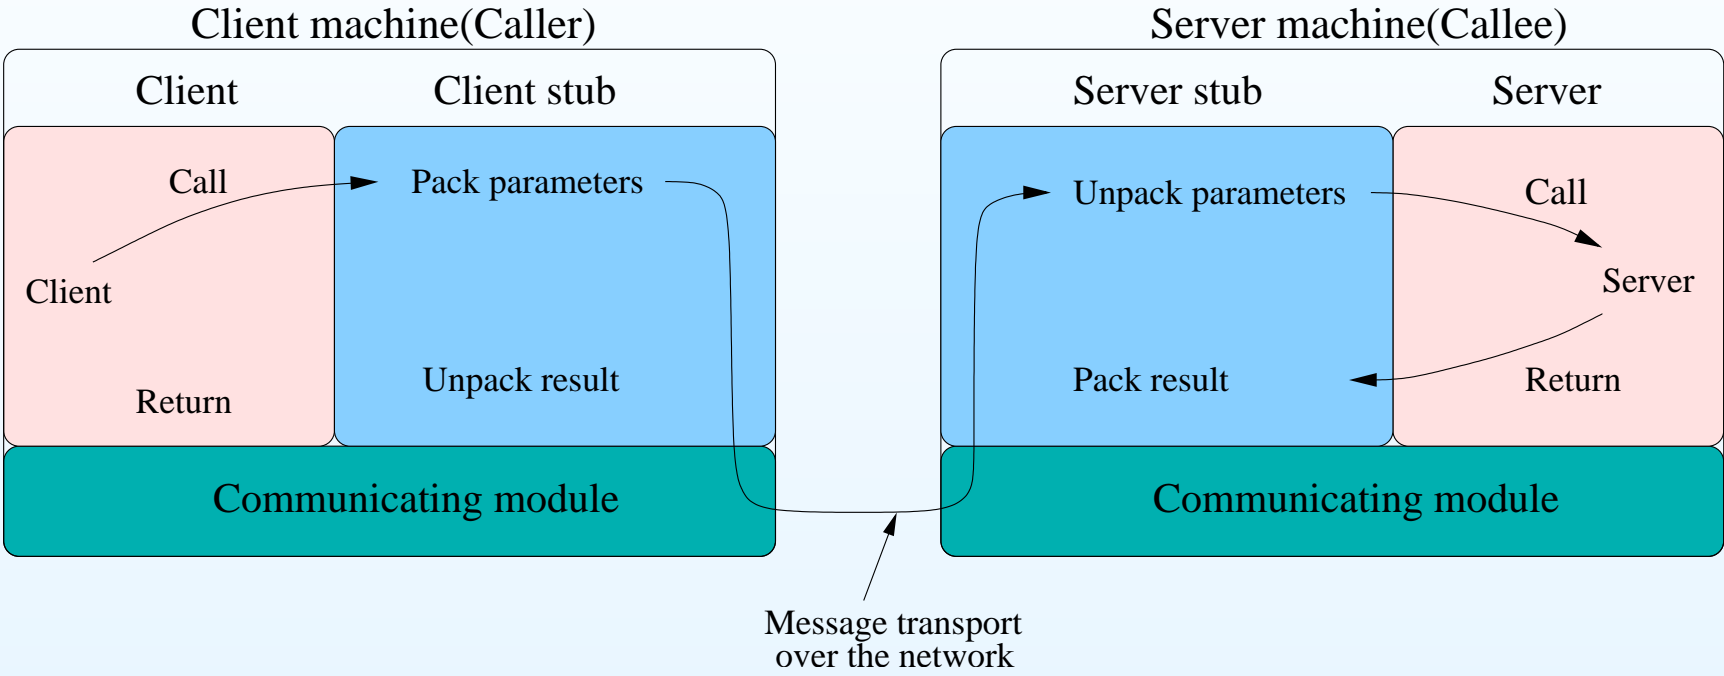 Client machine(Caller)
Server machine(Callee)
Client
Client stub
Server stub
Server
Call
Pack parameters
Unpack parameters
Call
Client
Server
Return
Unpack result
Pack result
Return
Communicating module
Communicating module
Message transport
over the network